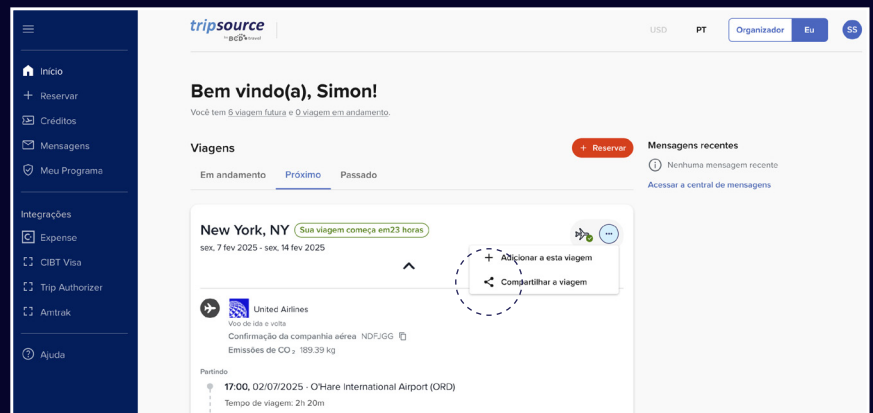 tripsource
by BCD travel
USD
PT
Organizador
Eu
SS
Início
Reservar
Créditos
Mensagens
Meu Programa
Integrações
Expense
CIBT Visa
Trip Authorizer
Amtrak
Ajuda
Bem vindo(a), Simon!
Você tem 6 viagem futura e 0 viagem em andamento.
Viagens
+ Reservar
Em andamento
Próximo
Passado
New York, NY
Sua viagem começa em23 horas
sex, 7 fev 2025 - sex, 14 fev 2025
Adicionar a esta viagem
Compartilhar a viagem
United Airlines
Voo de ida e volta
Confirmação da companhia aérea NDFJGG
Emissões de CO₂ 189.39 kg
Partindo
17:00, 02/07/2025 - O'Hare International Airport (ORD)
Tempo de viagem: 2h 20m
Mensagens recentes
Nenhuma mensagem recente
Acessar a central de mensagens